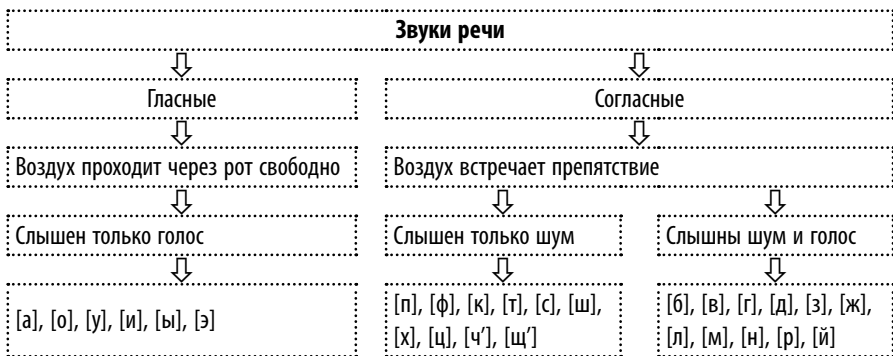 Звуки речи
Гласные
Согласные
Воздух проходит через рот свободно
Воздух встречает препятствие
Слышен только голос
Слышен только шум
Слышны шум и голос
[а], [о], [у], [и], [ы], [э]
[п], [ф], [к], [т], [с], [ш],
[х], [ц], [ч′], [щ′]
[б], [в], [г], [д], [з], [ж],
[л], [м], [н], [р], [й]